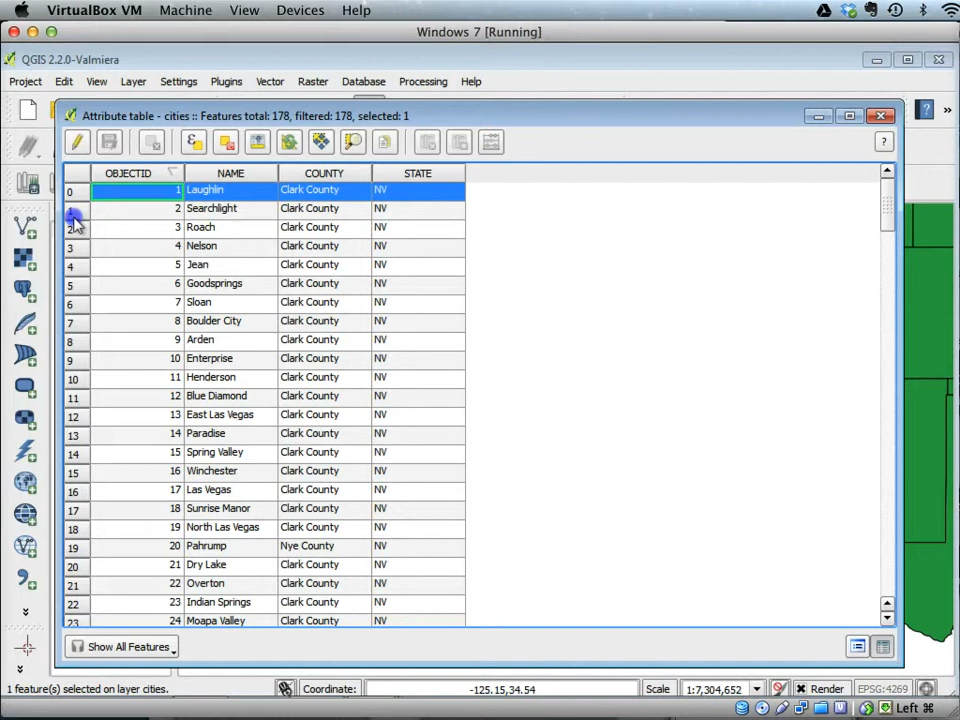 VirtualBox VM Machine View Devices Help
Windows 7 [Running]
QGIS 2.2.0-Valmiera
Project Edit View Layer Settings Plugins Vector Raster Database Processing Help
Attribute table - cities :: Features total: 178, filtered: 178, selected: 1
OBJECTID NAME COUNTY STATE
0 1 Laughlin Clark County NV
1 2 Searchlight Clark County NV
2 3 Roach Clark County NV
3 4 Nelson Clark County NV
4 5 Jean Clark County NV
5 6 Goodsprings Clark County NV
6 7 Sloan Clark County NV
7 8 Boulder City Clark County NV
8 9 Arden Clark County NV
9 10 Enterprise Clark County NV
10 11 Henderson Clark County NV
11 12 Blue Diamond Clark County NV
12 13 East Las Vegas Clark County NV
13 14 Paradise Clark County NV
14 15 Spring Valley Clark County NV
15 16 Winchester Clark County NV
16 17 Las Vegas Clark County NV
17 18 Sunrise Manor Clark County NV
18 19 North Las Vegas Clark County NV
19 20 Pahrump Nye County NV
20 21 Dry Lake Clark County NV
21 22 Overton Clark County NV
22 23 Indian Springs Clark County NV
23 24 Moapa Valley Clark County NV
Show All Features
1 feature(s) selected on layer cities. Coordinate: -125.15,34.54 Scale 1:7,304,652 Render EPSG:4269
Left ⌘